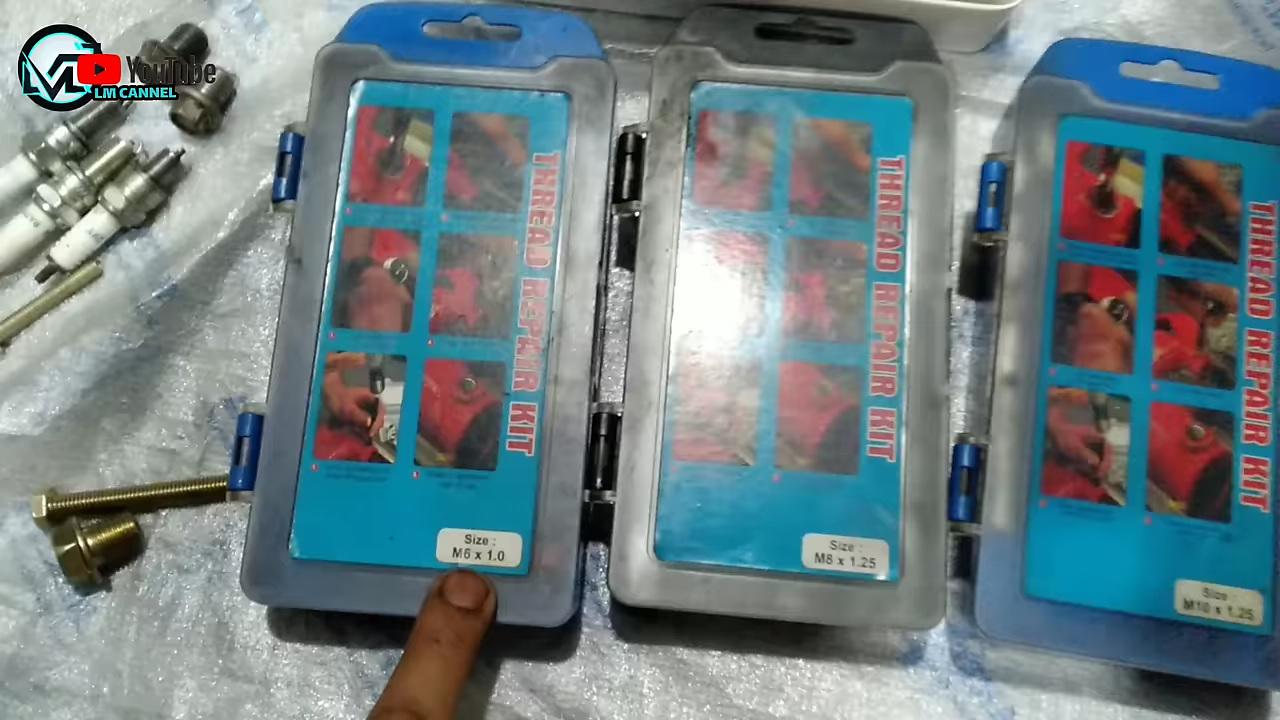 YouTube
LM CANNEL
THREAD REPAIR KIT
Size :
M6 x 1.0
THREAD REPAIR KIT
Size :
M8 x 1.25
THREAD REPAIR KIT
Size :
M10 x 1.25